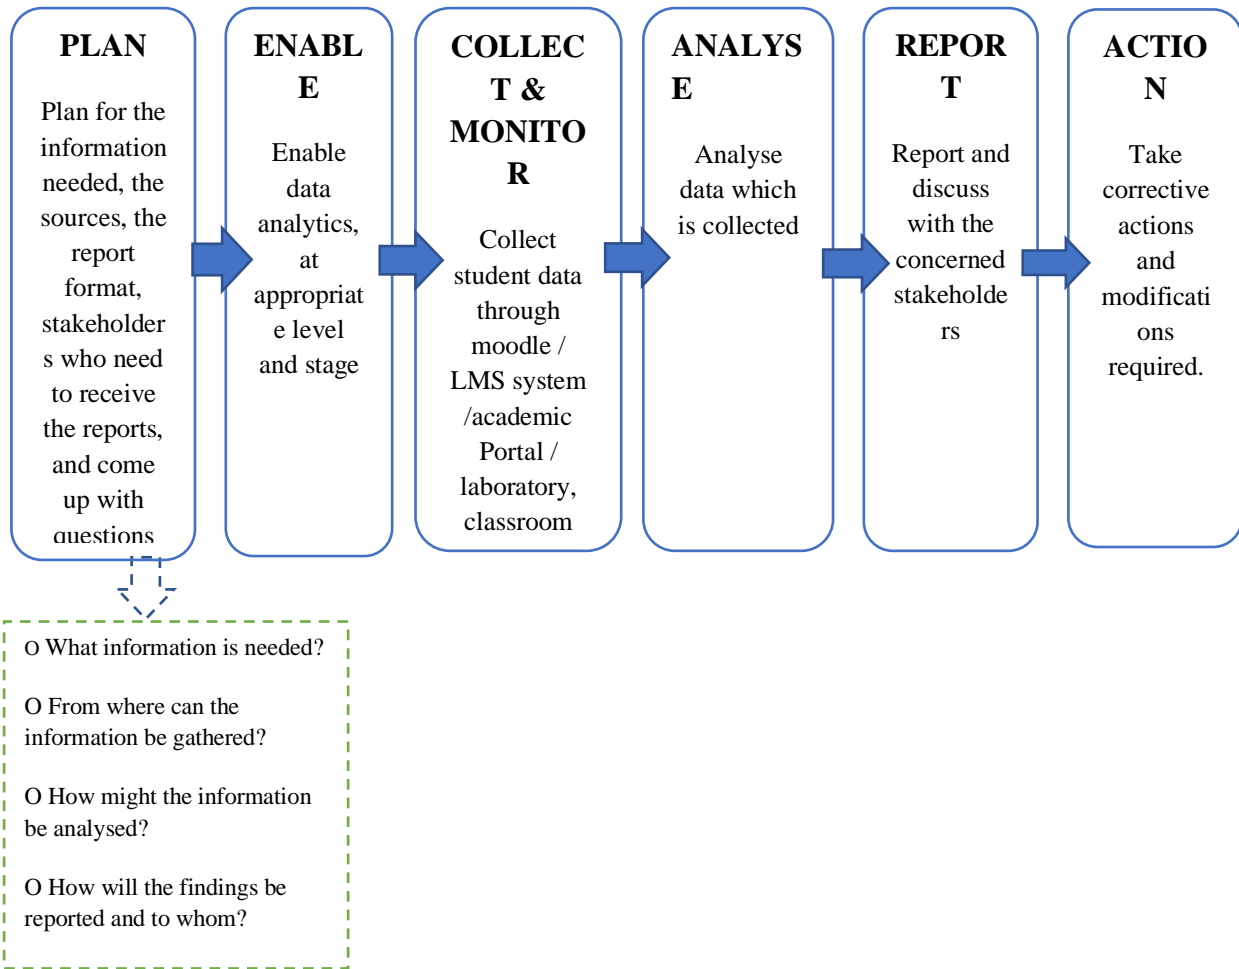 PLAN
Plan for the
information
needed, the
sources, the
report
format,
stakeholder
s who need
to receive
the reports,
and come
up with
questions
ENABL
E
Enable
data
analytics,
at
appropriat
e level
and stage
COLLEC
T &
MONITO
R
Collect
student data
through
moodle /
LMS system
/academic
Portal /
laboratory,
classroom
ANALYS
E
Analyse
data which
is collected
REPOR
T
Report and
discuss
with the
concerned
stakeholde
rs
ACTIO
N
Take
corrective
actions
and
modificati
ons
required.
O What information is needed?
O From where can the
information be gathered?
O How might the information
be analysed?
O How will the findings be
reported and to whom?